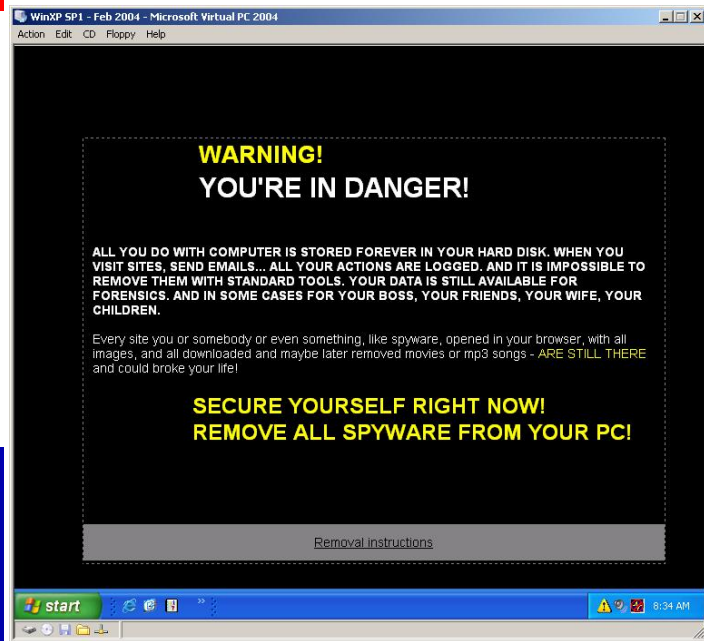 WinXP SP1 - Feb 2004 - Microsoft Virtual PC 2004
Action Edit CD Floppy Help
WARNING!
YOU'RE IN DANGER!
ALL YOU DO WITH COMPUTER IS STORED FOREVER IN YOUR HARD DISK. WHEN YOU
VISIT SITES, SEND EMAILS... ALL YOUR ACTIONS ARE LOGGED. AND IT IS IMPOSSIBLE TO
REMOVE THEM WITH STANDARD TOOLS. YOUR DATA IS STILL AVAILABLE FOR
FORENSICS. AND IN SOME CASES FOR YOUR BOSS, YOUR FRIENDS, YOUR WIFE, YOUR
CHILDREN.
Every site you or somebody or even something, like spyware, opened in your browser, with all
images, and all downloaded and maybe later removed movies or mp3 songs - ARE STILL THERE
and could broke your life!
SECURE YOURSELF RIGHT NOW!
REMOVE ALL SPYWARE FROM YOUR PC!
Removal instructions
start
8:34 AM